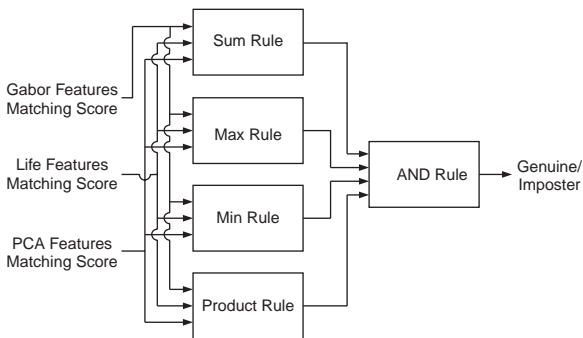 Sum Rule
Gabor Features
Matching Score
Max Rule
Life Features
Matching Score
AND Rule
Genuine/
Imposter
Min Rule
PCA Features
Matching Score
Product Rule